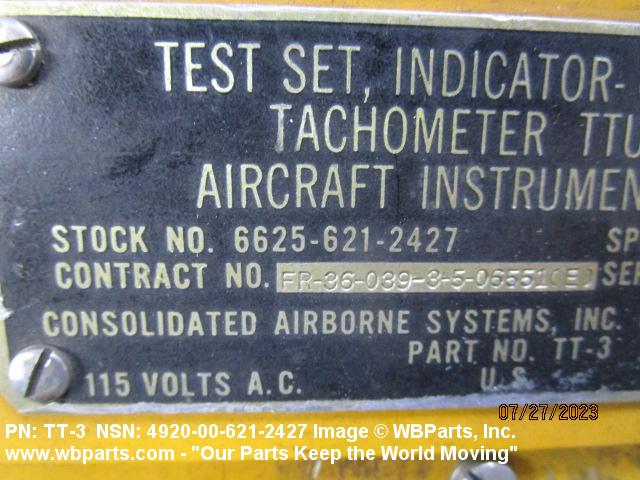 TEST SET, INDICATOR-
TACHOMETER TTU
AIRCRAFT INSTRUMEN
STOCK NO. 6625-621-2427 SP
CONTRACT NO. FR-36-039-3-5-06551(E) SE
CONSOLIDATED AIRBORNE SYSTEMS, INC.
PART NO. TT-3
115 VOLTS A.C. U.S
07/27/2023
PN: TT-3 NSN: 4920-00-621-2427 Image © WBParts, Inc.
www.wbparts.com - "Our Parts Keep the World Moving"